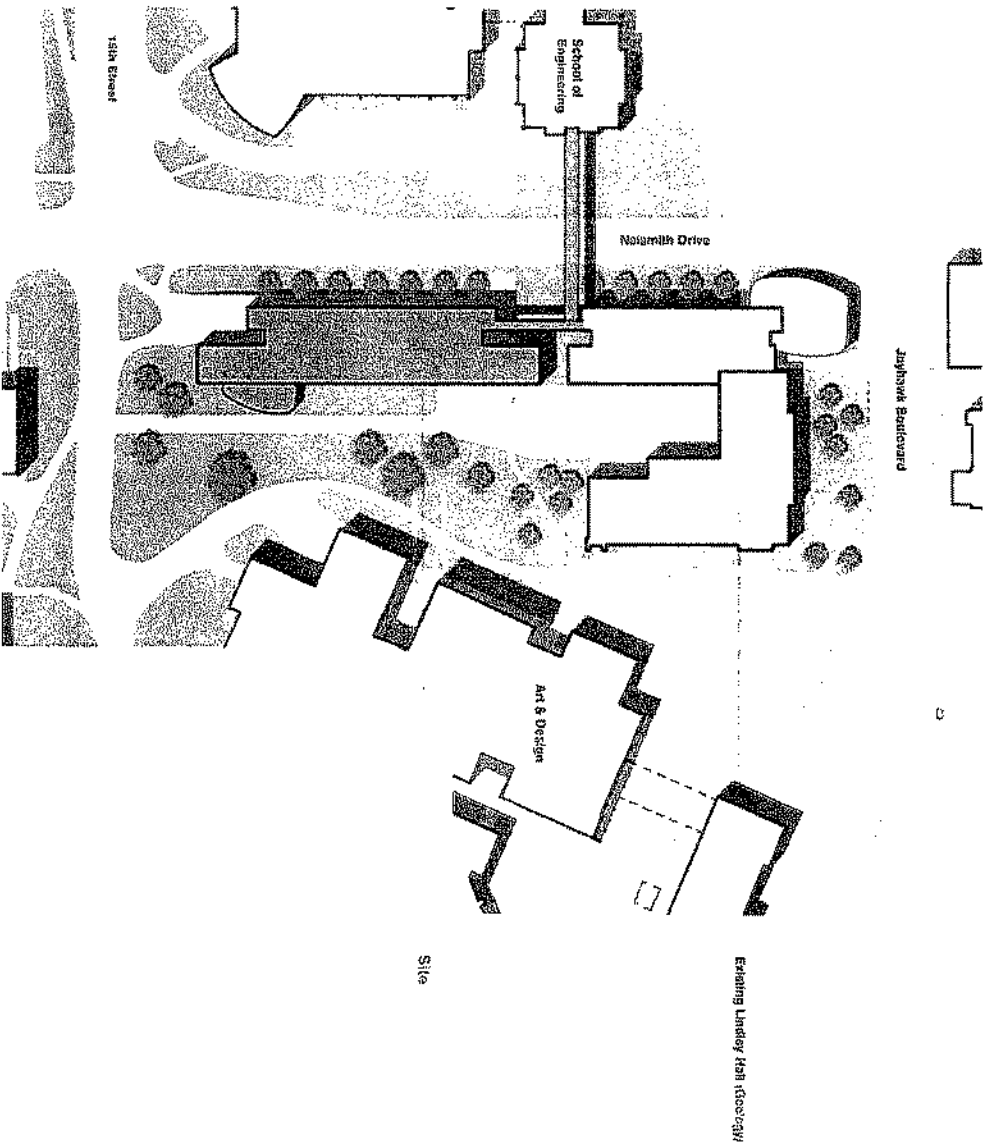 15th Street
School of
Engineering
Naismith Drive
Jayhawk Boulevard
Art & Design
Site
Existing Lindley Hall (Geology)